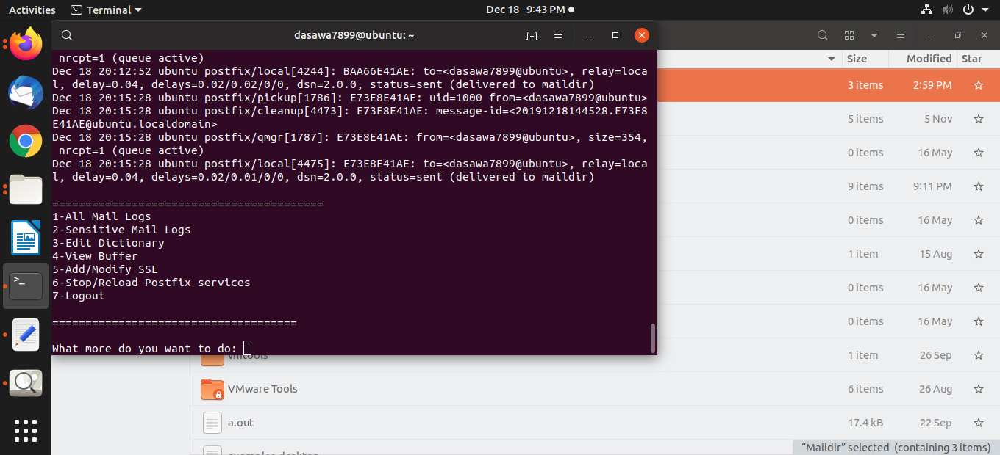 Activities
Terminal
Dec 18 9:43 PM
dasawa7899@ubuntu: ~
nrcpt=1 (queue active)
Dec 18 20:12:52 ubuntu postfix/local[4244]: BAA66E41AE: to=<dasawa7899@ubuntu>, relay=loca
l, delay=0.04, delays=0.02/0.02/0/0, dsn=2.0.0, status=sent (delivered to maildir)
Dec 18 20:15:28 ubuntu postfix/pickup[1786]: E73E8E41AE: uid=1000 from=<dasawa7899@ubuntu>
Dec 18 20:15:28 ubuntu postfix/cleanup[4473]: E73E8E41AE: message-id=<20191218144528.E73E8
E41AE@ubuntu.localdomain>
Dec 18 20:15:28 ubuntu postfix/qmgr[1787]: E73E8E41AE: from=<dasawa7899@ubuntu>, size=354,
nrcpt=1 (queue active)
Dec 18 20:15:28 ubuntu postfix/local[4475]: E73E8E41AE: to=<dasawa7899@ubuntu>, relay=loca
l, delay=0.04, delays=0.02/0.01/0/0, dsn=2.0.0, status=sent (delivered to maildir)
=========================================
1-All Mail Logs
2-Sensitive Mail Logs
3-Edit Dictionary
4-View Buffer
5-Add/Modify SSL
6-Stop/Reload Postfix services
7-Logout
=====================================
What more do you want to do:
Size Modified Star
3 items 2:59 PM
5 items 5 Nov
0 items 16 May
9 items 9:11 PM
0 items 16 May
1 item 15 Aug
0 items 16 May
0 items 16 May
vmtools 1 item 26 Sep
VMware Tools 6 items 26 Aug
a.out 17.4 kB 22 Sep
examples.desktop
"Maildir" selected (containing 3 items)